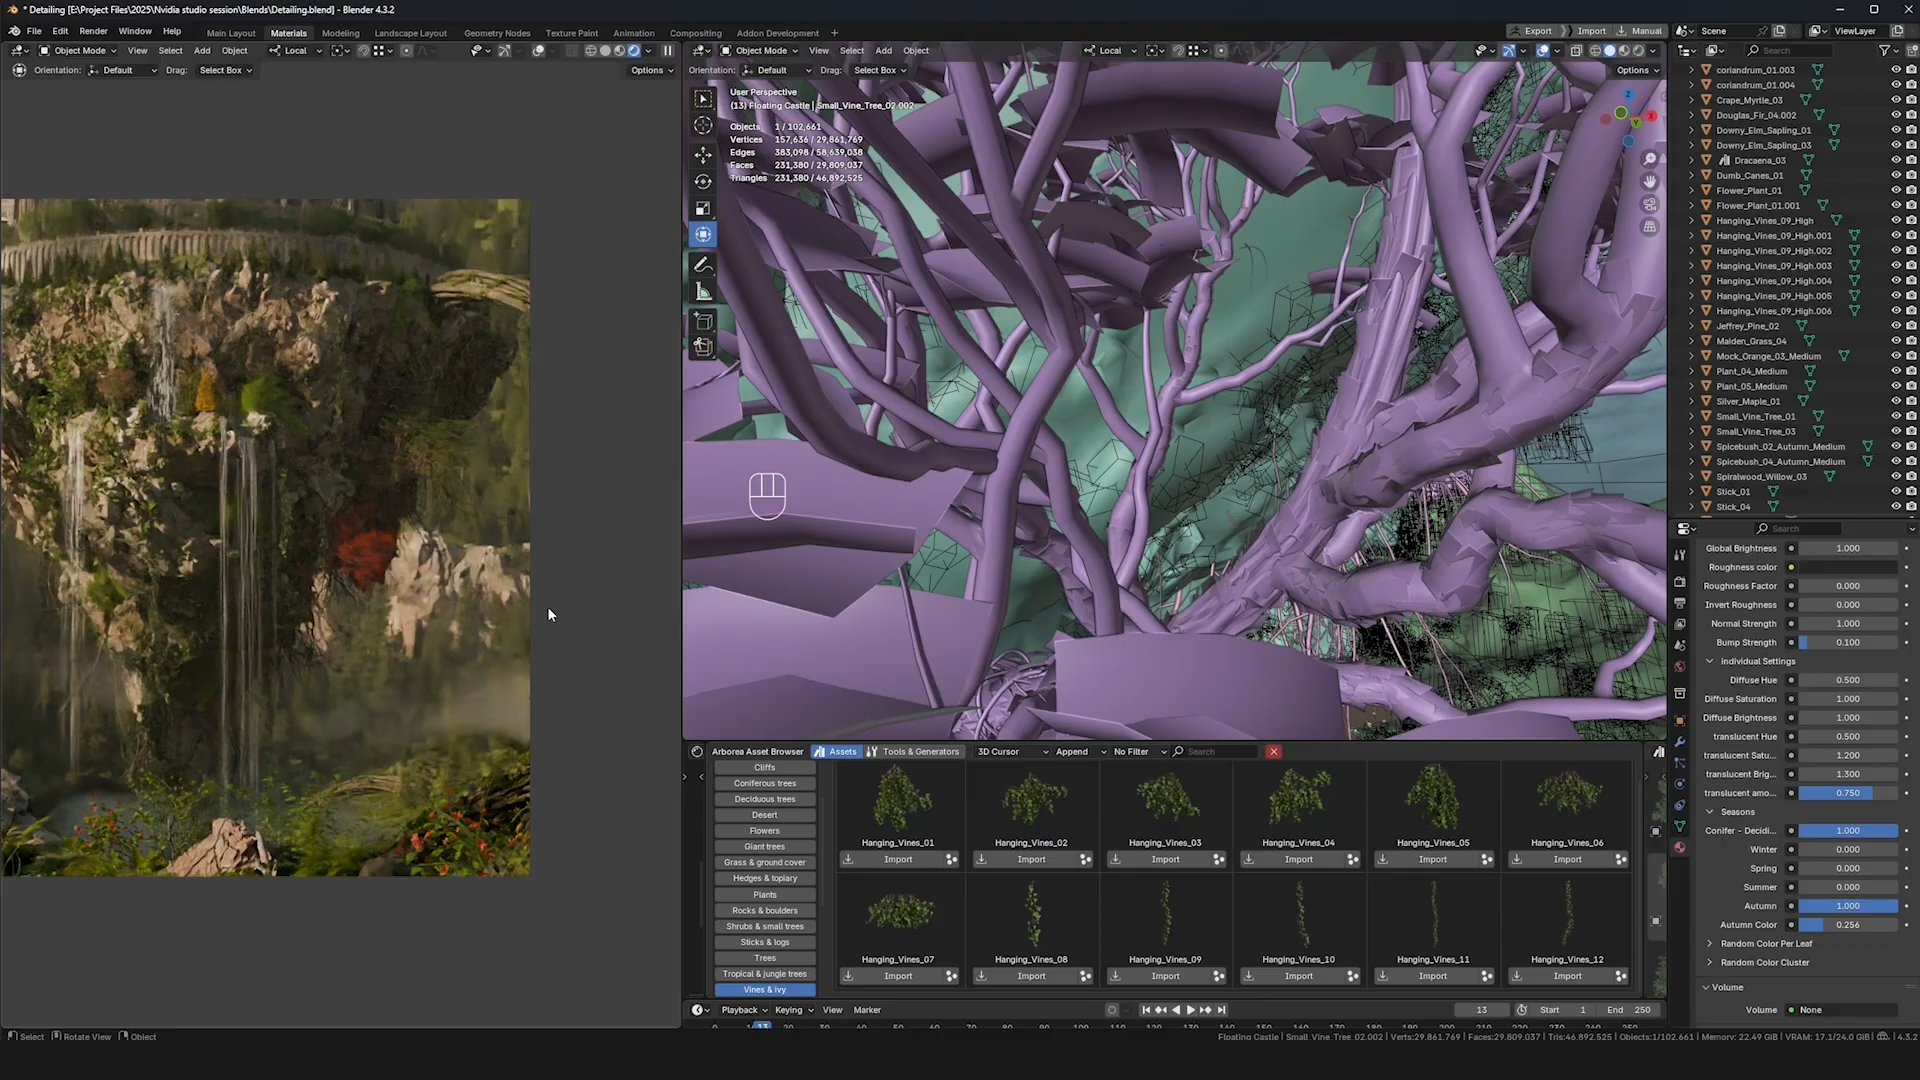 * Detailing [E:\Project Files\2025\Nvidia studio session\Blends\Detailing.blend] - Blender 4.3.2
File Edit Render Window Help
Main Layout Materials Modeling Landscape Layout Geometry Nodes Texture Paint Animation Compositing Addon Development +
Export Import Manual Scene ViewLayer
Object Mode View Select Add Object Local
Orientation: Default Drag: Select Box Options
Object Mode View Select Add Object Local
Orientation: Default Drag: Select Box Options
User Perspective
(13) Floating Castle | Small_Vine_Tree_02.002
Objects 1 / 102,661
Vertices 157,636 / 29,861,769
Edges 383,098 / 58,639,038
Faces 231,380 / 29,809,037
Triangles 231,380 / 46,892,525
Z
Y
X
Search
coriandrum_01.003
coriandrum_01.004
Crape_Myrtle_03
Douglas_Fir_04.002
Downy_Elm_Sapling_01
Downy_Elm_Sapling_03
Dracaena_03
Dumb_Canes_01
Flower_Plant_01
Flower_Plant_01.001
Hanging_Vines_09_High
Hanging_Vines_09_High.001
Hanging_Vines_09_High.002
Hanging_Vines_09_High.003
Hanging_Vines_09_High.004
Hanging_Vines_09_High.005
Hanging_Vines_09_High.006
Jeffrey_Pine_02
Maiden_Grass_04
Mock_Orange_03_Medium
Plant_04_Medium
Plant_05_Medium
Silver_Maple_01
Small_Vine_Tree_01
Small_Vine_Tree_03
Spicebush_02_Autumn_Medium
Spicebush_04_Autumn_Medium
Spiralwood_Willow_03
Stick_01
Stick_04
Search
Global Brightness 1.000
Roughness color
Roughness Factor 0.000
Invert Roughness 0.000
Normal Strength 1.000
Bump Strength 0.100
Individual Settings
Diffuse Hue 0.500
Diffuse Saturation 1.000
Diffuse Brightness 1.000
translucent Hue 0.500
translucent Satu... 1.200
translucent Brig... 1.300
translucent amo... 0.750
Seasons
Conifer - Decidi... 1.000
Winter 0.000
Spring 0.000
Summer 0.000
Autumn 1.000
Autumn Color 0.256
Random Color Per Leaf
Random Color Cluster
Volume
Volume None
Arborea Asset Browser Assets Tools & Generators 3D Cursor Append No Filter Search
Cliffs
Coniferous trees
Deciduous trees
Desert
Flowers
Giant trees
Grass & ground cover
Hedges & topiary
Plants
Rocks & boulders
Shrubs & small trees
Sticks & logs
Trees
Tropical & jungle trees
Vines & ivy
Hanging_Vines_01 Hanging_Vines_02 Hanging_Vines_03 Hanging_Vines_04 Hanging_Vines_05 Hanging_Vines_06
Import Import Import Import Import Import
Hanging_Vines_07 Hanging_Vines_08 Hanging_Vines_09 Hanging_Vines_10 Hanging_Vines_11 Hanging_Vines_12
Import Import Import Import Import Import
Playback Keying View Marker 13 Start 1 End 250
Select Rotate View Object
Floating Castle | Small_Vine_Tree_02.002 | Verts:29,861,769 | Faces:29,809,037 | Tris:46,892,525 | Objects:1/102,661 | Memory: 22.49 GiB | VRAM: 17.1/24.0 GiB | 4.3.2